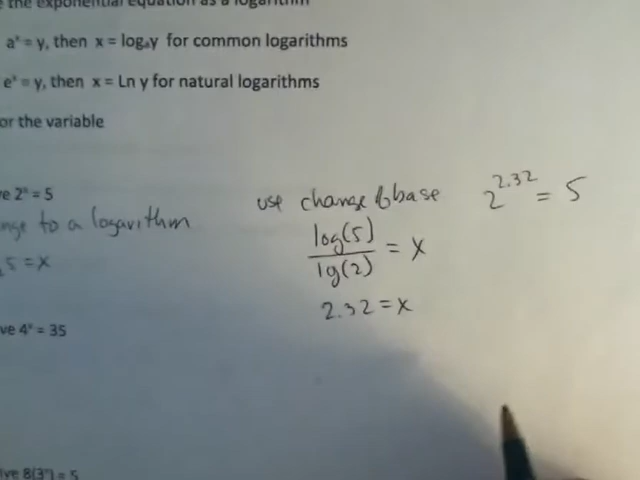 the exponential equation as a logarithm
aˣ = y, then x = logₐy for common logarithms
eˣ = y, then x = Ln y for natural logarithms
or the variable
ve 2ˣ = 5
nge to a logarithm
5 = x
use change of base
log(5)
lg(2)
= x
2.32 = x
2^2.32 = 5
ve 4ˣ = 35
lve 8(3ˣ) = 5